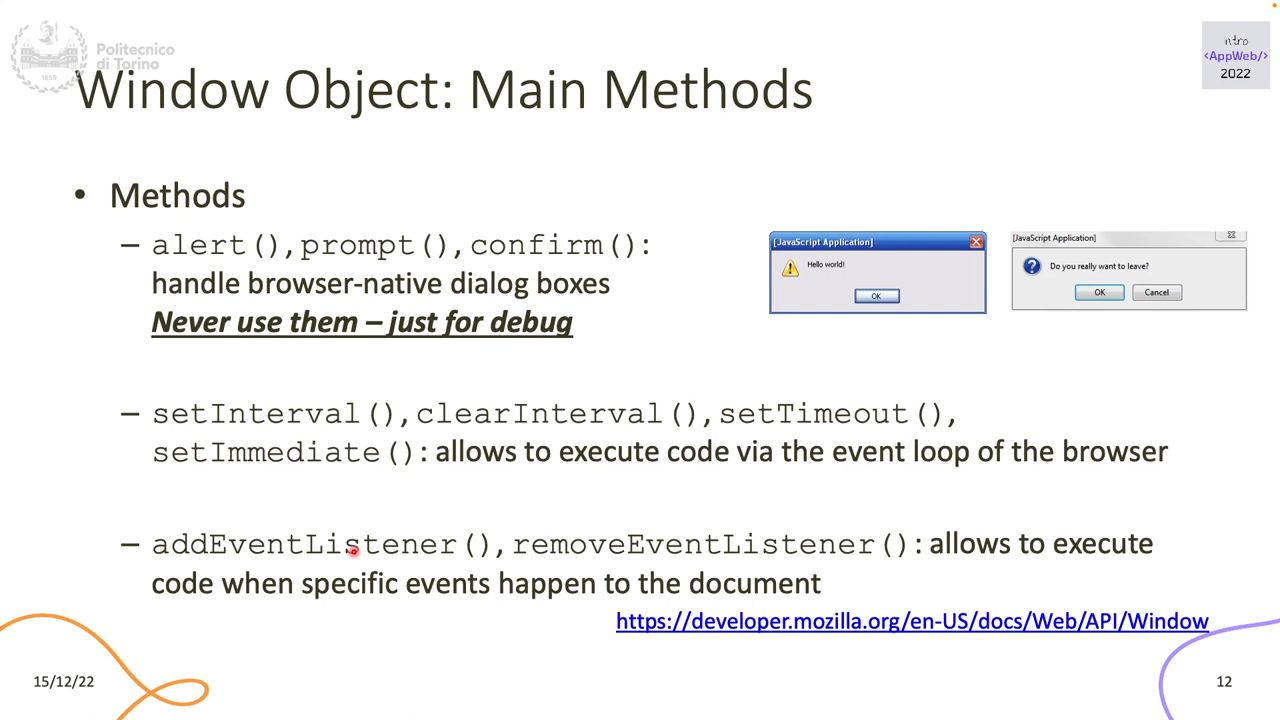 Politecnico
di Torino
1859
ntro
<AppWeb/>
2022
Window Object: Main Methods
• Methods
– alert(), prompt(), confirm():
handle browser-native dialog boxes
Never use them – just for debug
[JavaScript Application]
Hello world!
OK
[JavaScript Application]
Do you really want to leave?
OK Cancel
– setInterval(), clearInterval(), setTimeout(),
setImmediate(): allows to execute code via the event loop of the browser
– addEventListener(), removeEventListener(): allows to execute
code when specific events happen to the document
https://developer.mozilla.org/en-US/docs/Web/API/Window
15/12/22
12